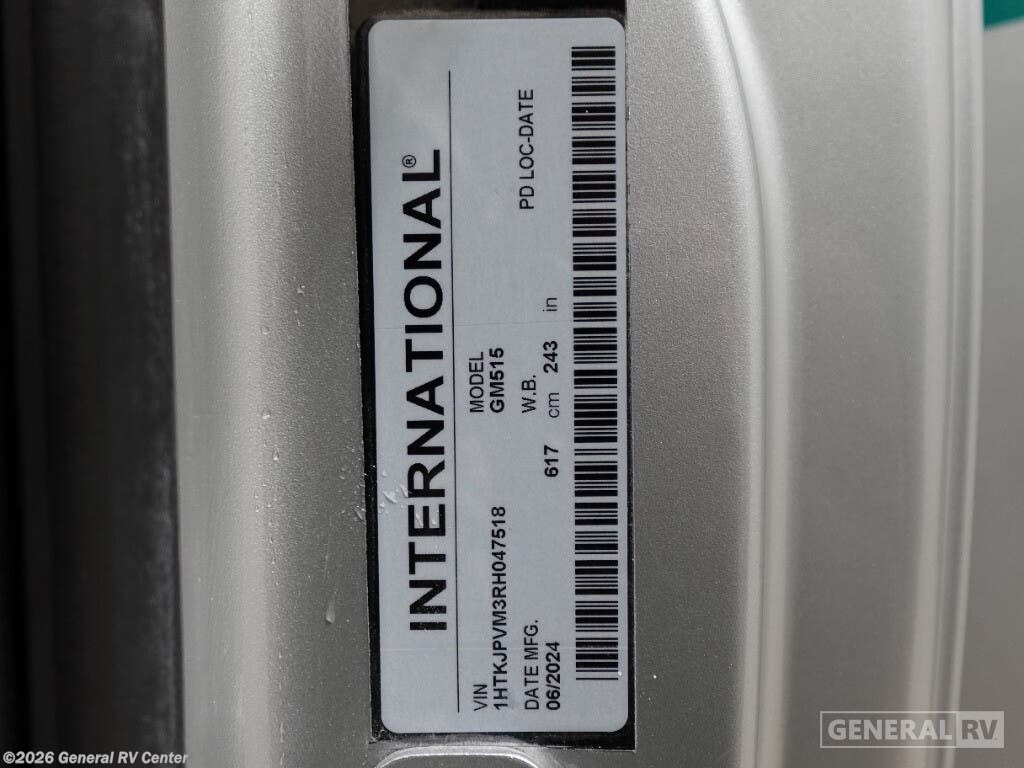 INTERNATIONAL®
VIN MODEL
1HTKJPVM3RH047518 GM515
DATE MFG. W.B. PD LOC-DATE
06/2024 617 cm 243 in
©2026 General RV Center
GENERAL RV